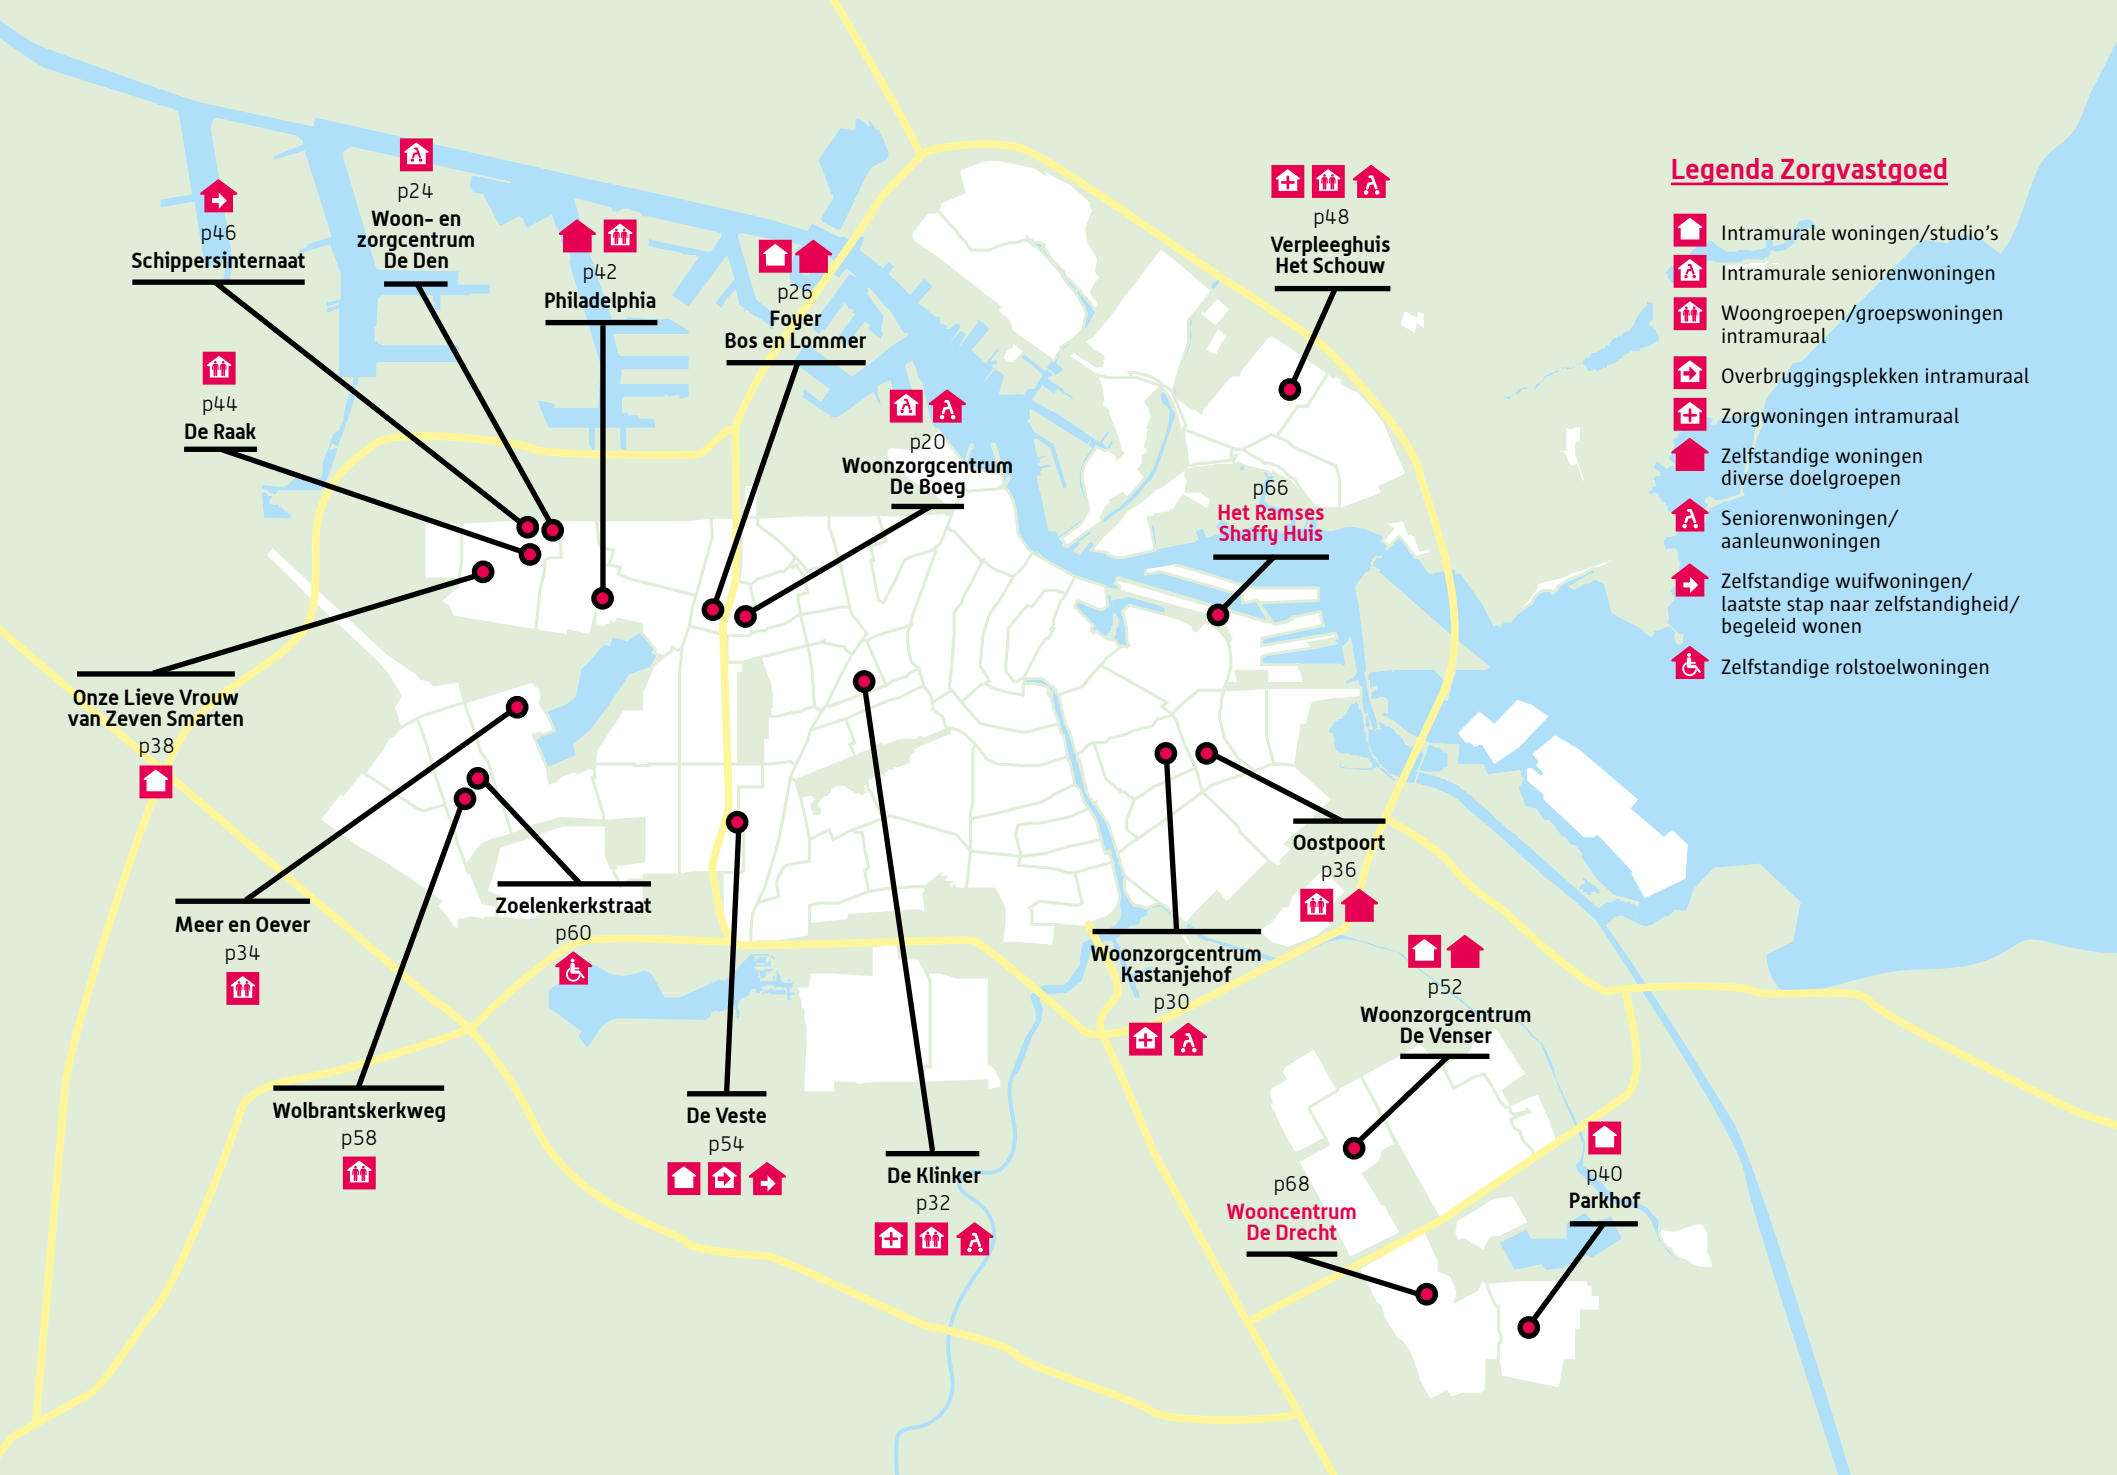 p46
Schippersinternaat
p24
Woon- en
zorgcentrum
De Den
p42
Philadelphia
p26
Foyer
Bos en Lommer
p48
Verpleeghuis
Het Schouw
p44
De Raak
p20
Woonzorgcentrum
De Boeg
p66
Het Ramses
Shaffy Huis
Onze Lieve Vrouw
van Zeven Smarten
p38
Meer en Oever
p34
Zoelenkerkstraat
p60
Wolbrantskerkweg
p58
De Veste
p54
De Klinker
p32
Oostpoort
p36
Woonzorgcentrum
Kastanjehof
p30
p52
Woonzorgcentrum
De Venser
p68
Wooncentrum
De Drecht
p40
Parkhof
Legenda Zorgvastgoed
Intramurale woningen/studio's
Intramurale seniorenwoningen
Woongroepen/groepswoningen
intramuraal
Overbruggingsplekken intramuraal
Zorgwoningen intramuraal
Zelfstandige woningen
diverse doelgroepen
Seniorenwoningen/
aanleunwoningen
Zelfstandige wuifwoningen/
laatste stap naar zelfstandigheid/
begeleid wonen
Zelfstandige rolstoelwoningen